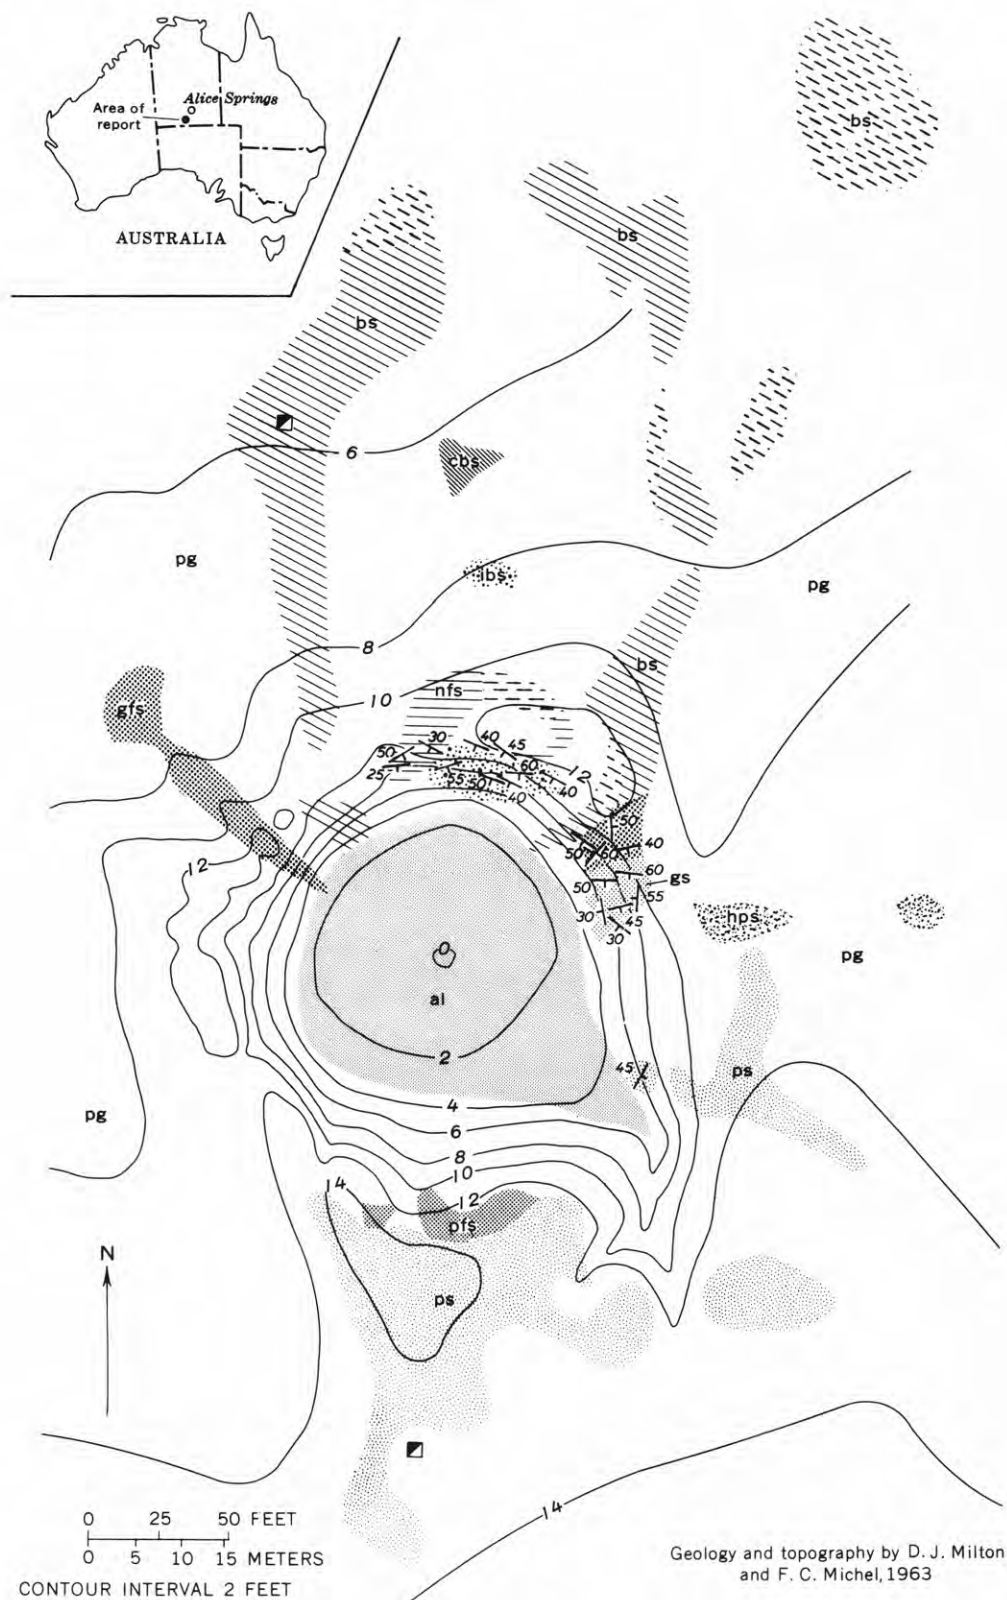 Alice Springs
Area of
report
AUSTRALIA
bs
bs
bs
6
cbs
pg
lbs
pg
8
bs
10
nfs
gfs
30
40
45
50
60
12
25
55
50
40
40
50
12
50
60
40
60
gs
50
55
30
45
30
hps
0
pg
al
2
45
ps
4
pg
6
8
10
14
12
pfs
N
ps
14
0 25 50 FEET
0 5 10 15 METERS
CONTOUR INTERVAL 2 FEET
Geology and topography by D. J. Milton
and F. C. Michel, 1963